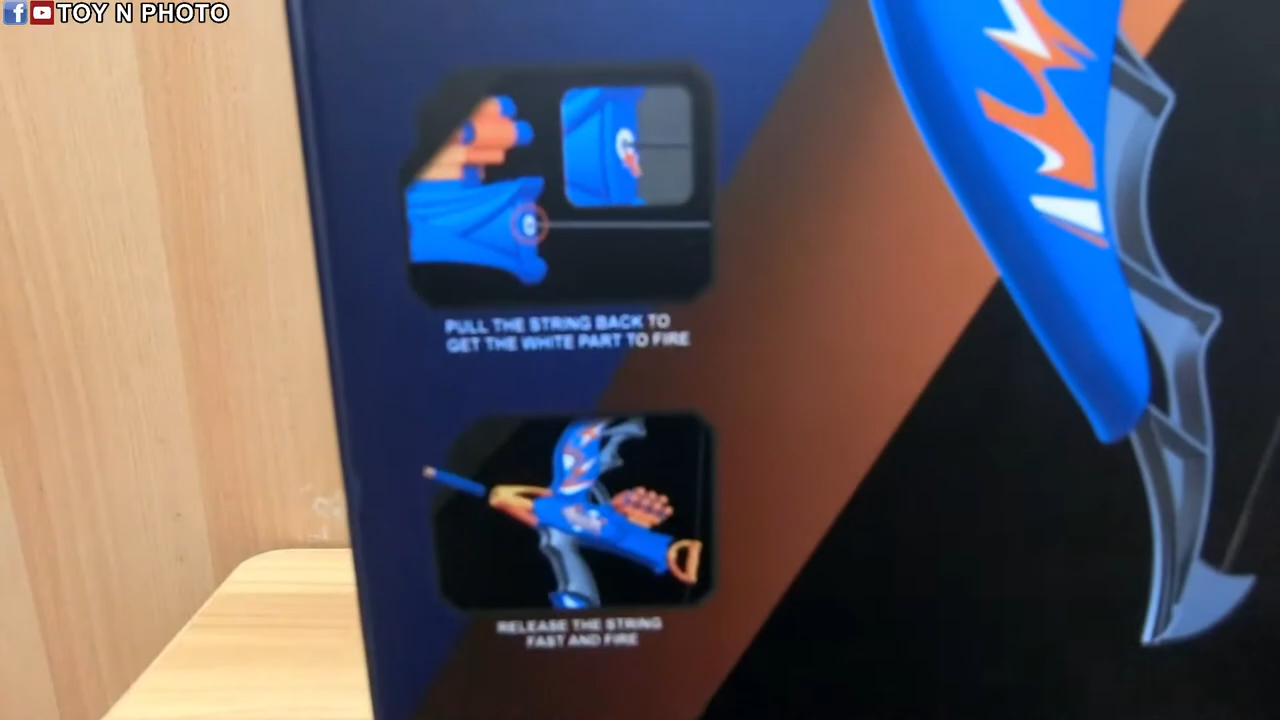 TOY N PHOTO
PULL THE STRING BACK TO
GET THE WHITE PART TO FIRE
RELEASE THE STRING
FAST AND FIRE